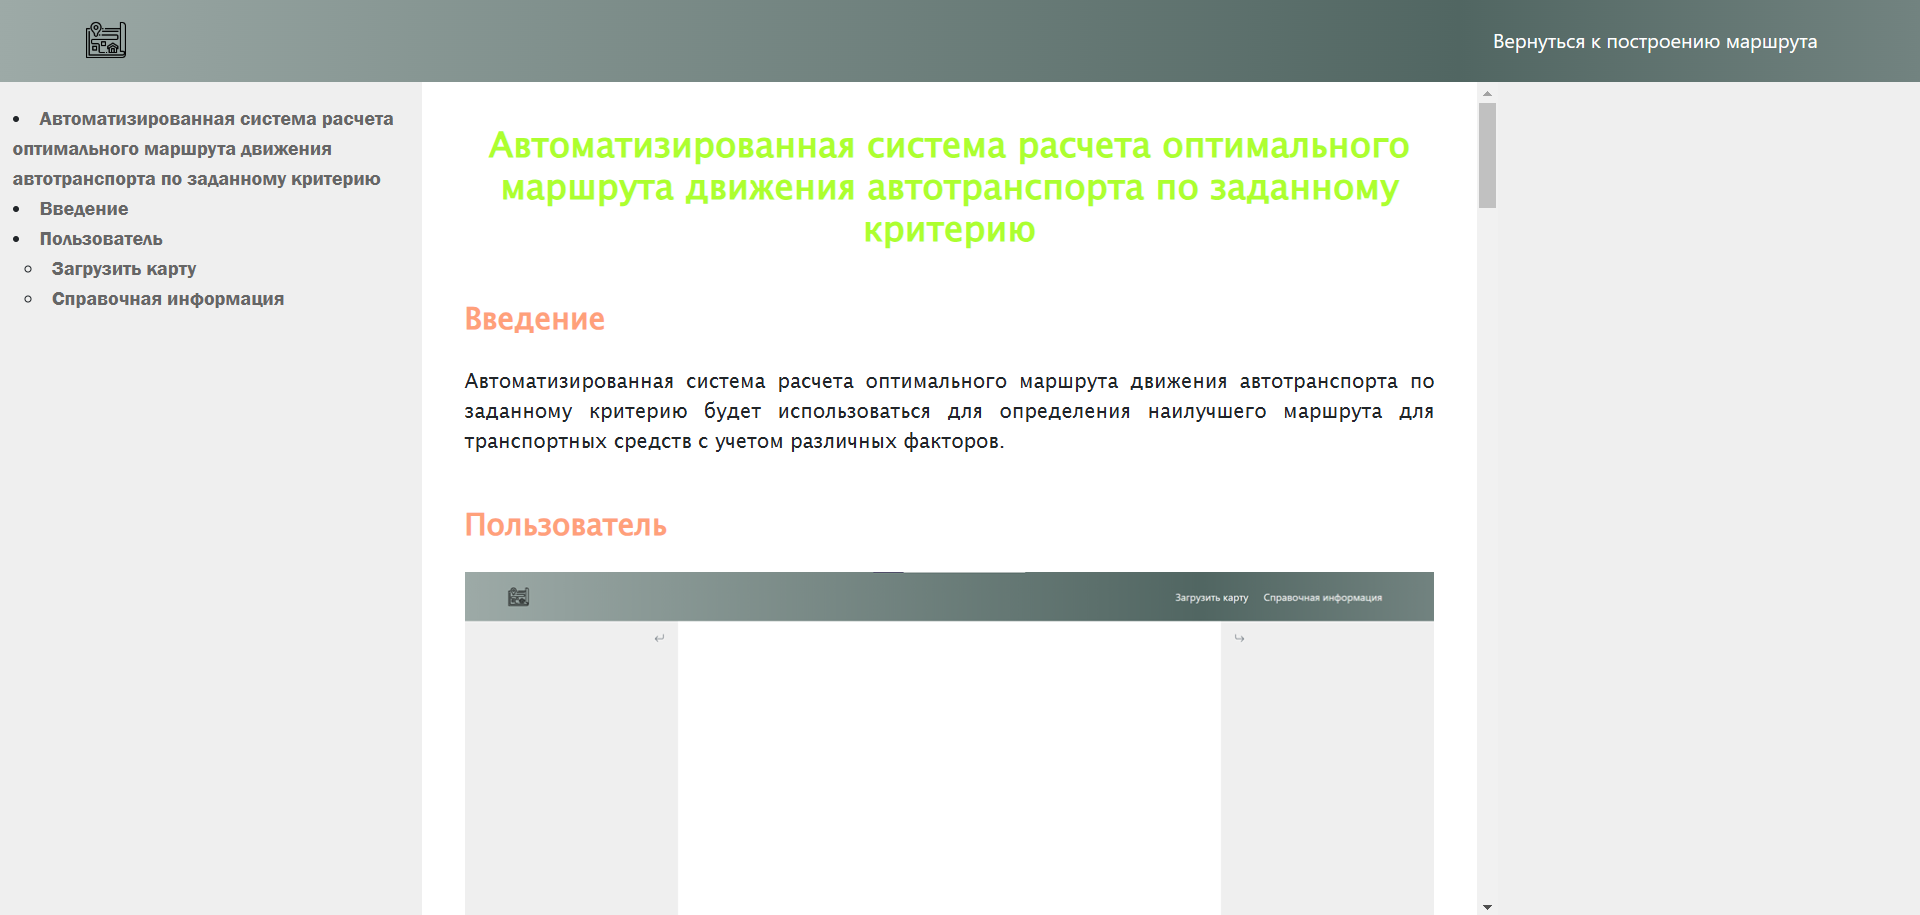 Вернуться к построению маршрута
Автоматизированная система расчета
оптимального маршрута движения
автотранспорта по заданному критерию
Введение
Пользователь
Загрузить карту
Справочная информация
Автоматизированная система расчета оптимального
маршрута движения автотранспорта по заданному
критерию
Введение
Автоматизированная система расчета оптимального маршрута движения автотранспорта по
заданному критерию будет использоваться для определения наилучшего маршрута для
транспортных средств с учетом различных факторов.
Пользователь
Загрузить карту Справочная информация